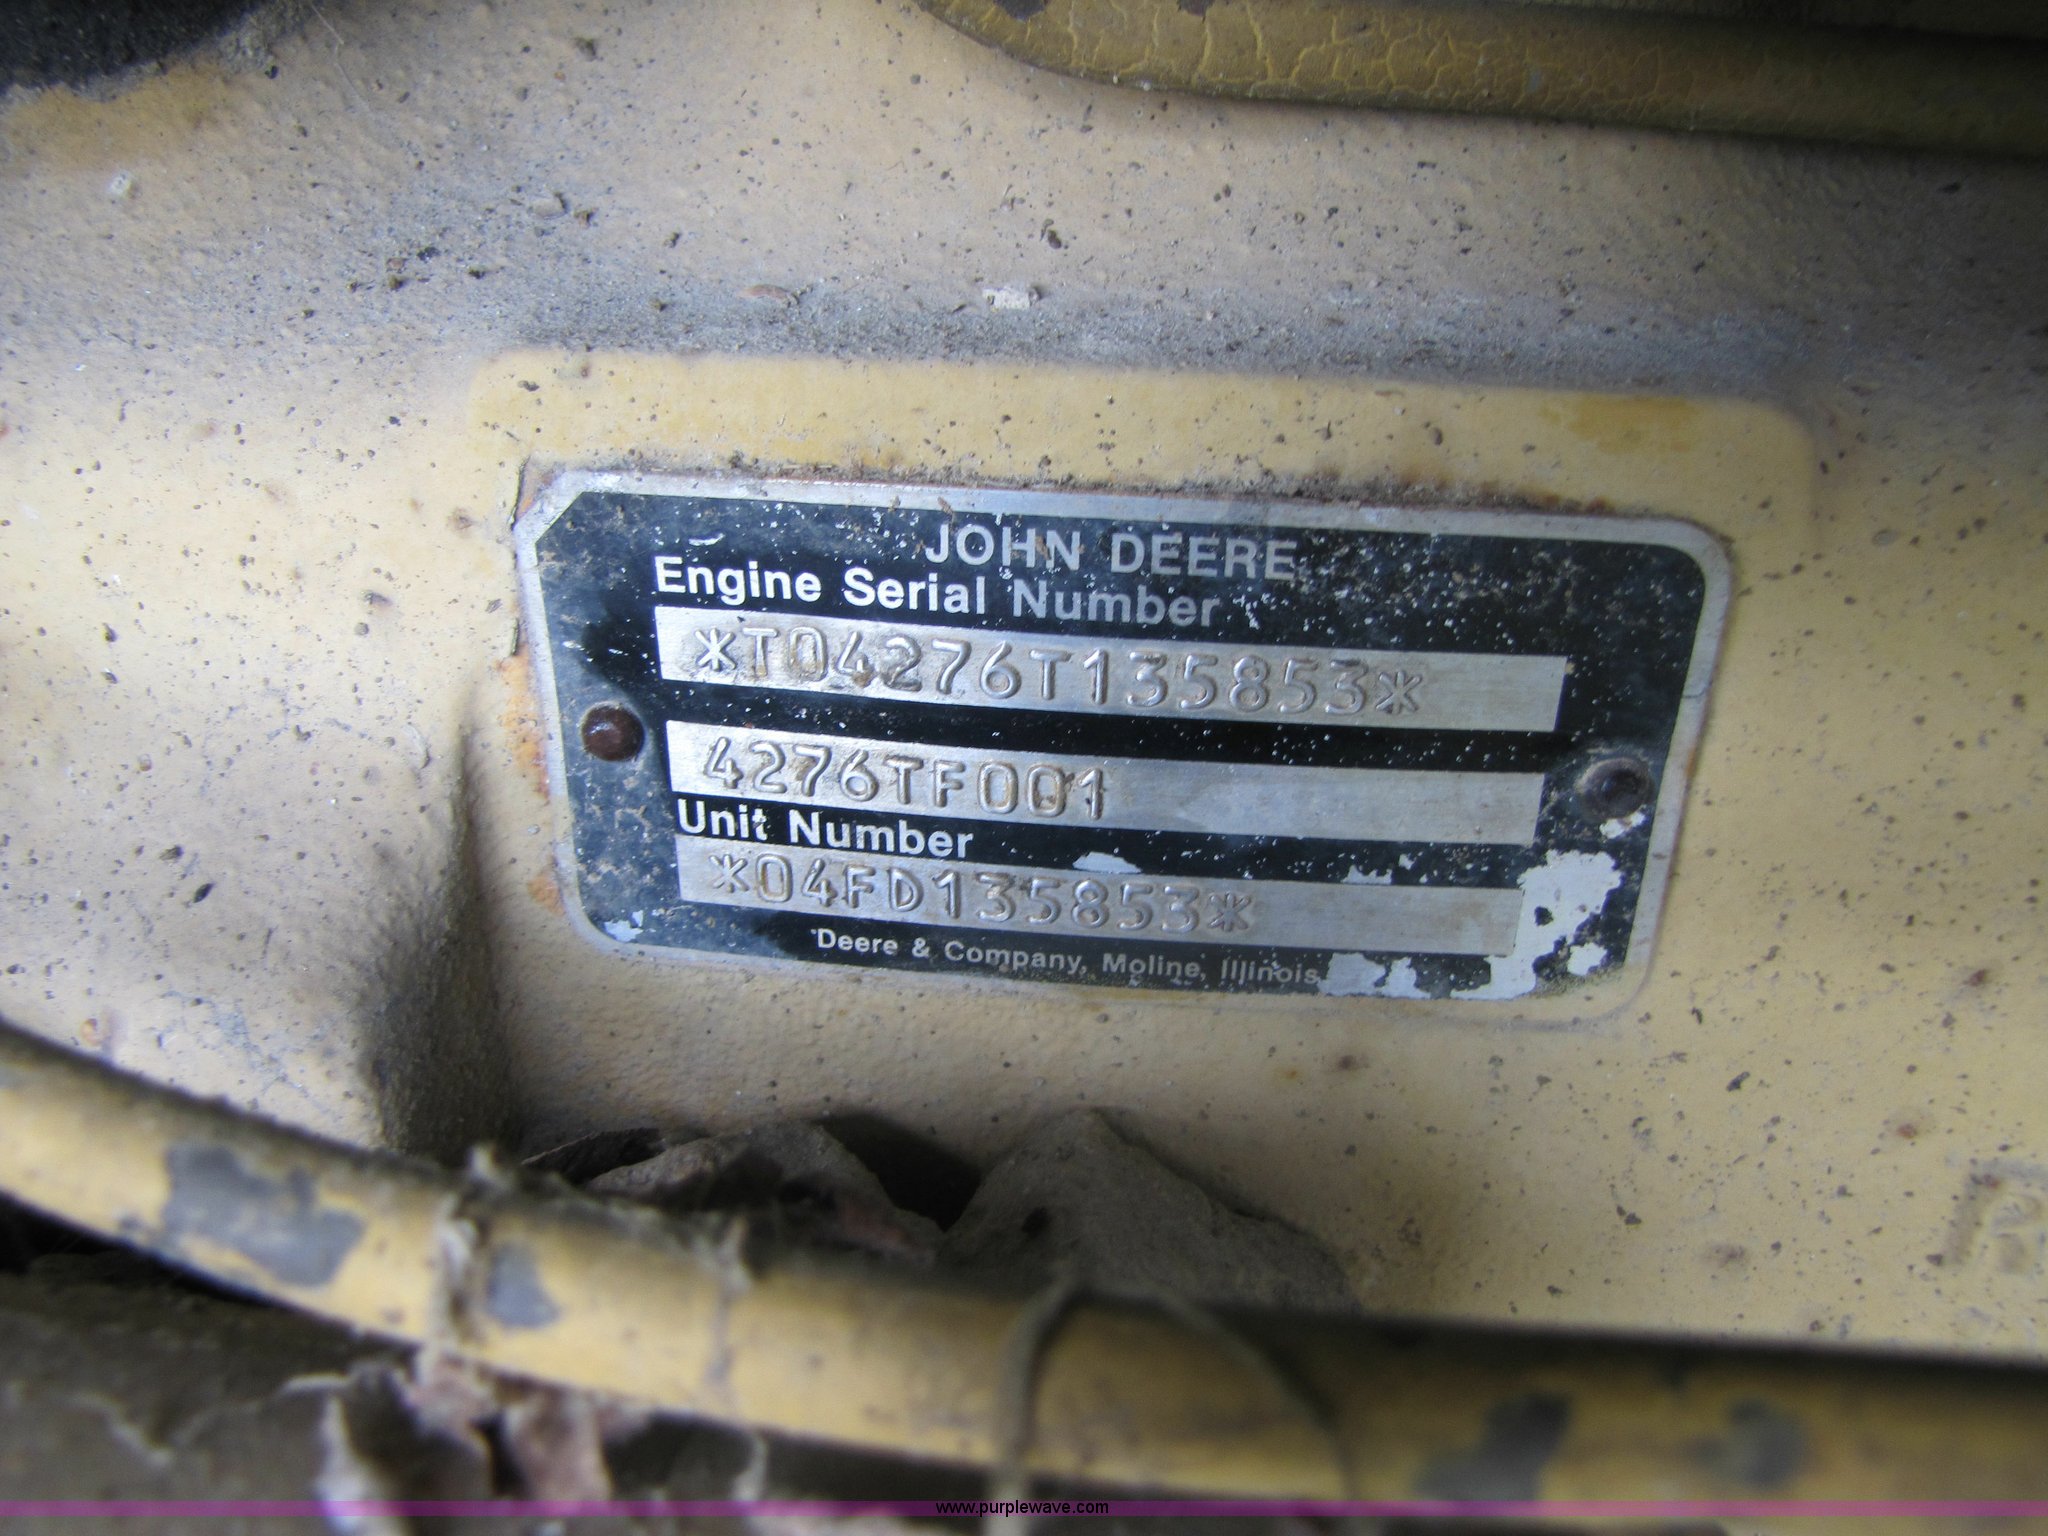 JOHN DEERE
Engine Serial Number
*T04276T135853*
4276TF001
Unit Number
*04FD135853*
Deere & Company, Moline, Illinois
www.purplewave.com